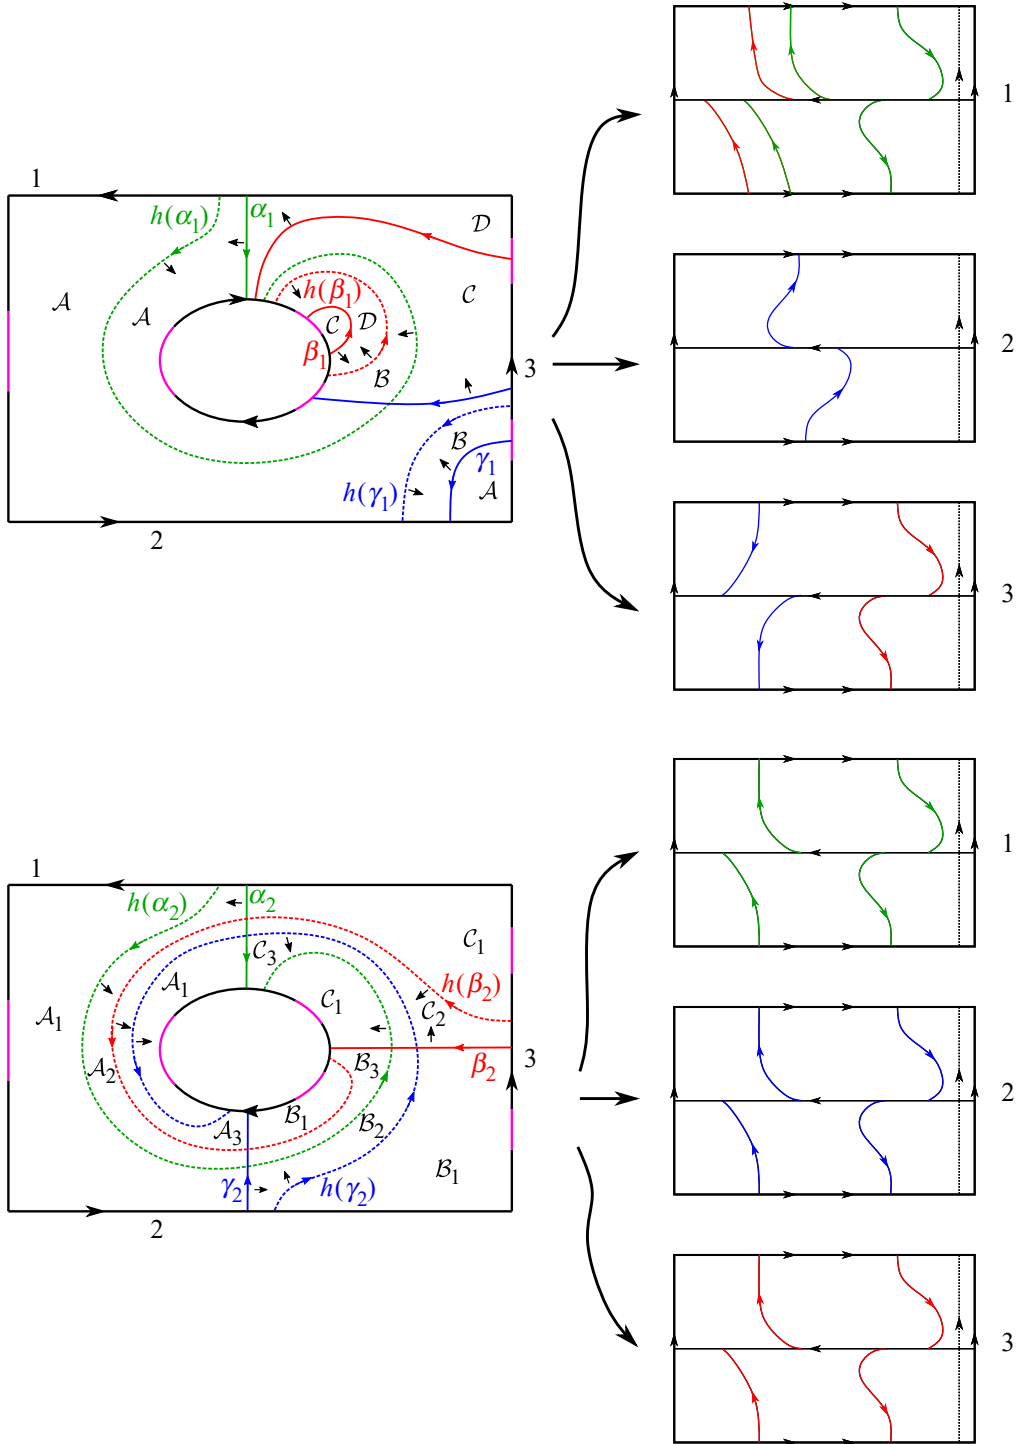 1
h(α₁) α₁
𝒟
𝒜 𝒜 h(β₁) 𝒞
𝒞 𝒟
β₁ ℬ 3
ℬ
γ₁
h(γ₁) 𝒜
2
1
2
3
1
h(α₂) α₂
𝒞₃ 𝒞₁
𝒜₁ h(β₂)
𝒜₁ 𝒞₁ 𝒞₂
𝒜₂ ℬ₃ β₂ 3
𝒜₃ ℬ₁ ℬ₂
γ₂ h(γ₂) ℬ₁
2
1
2
3